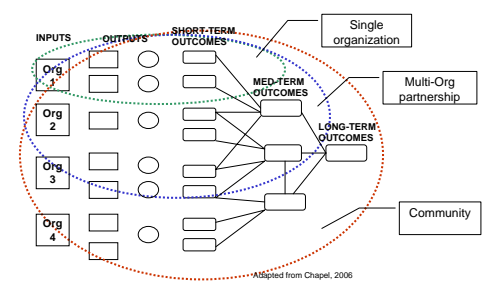 INPUTS
OUTPUTS
SHORT-TERM
OUTCOMES
Single
organization
Org
1
MED-TERM
OUTCOMES
Multi-Org
partnership
Org
2
LONG-TERM
OUTCOMES
Org
3
Community
Org
4
Adapted from Chapel, 2006